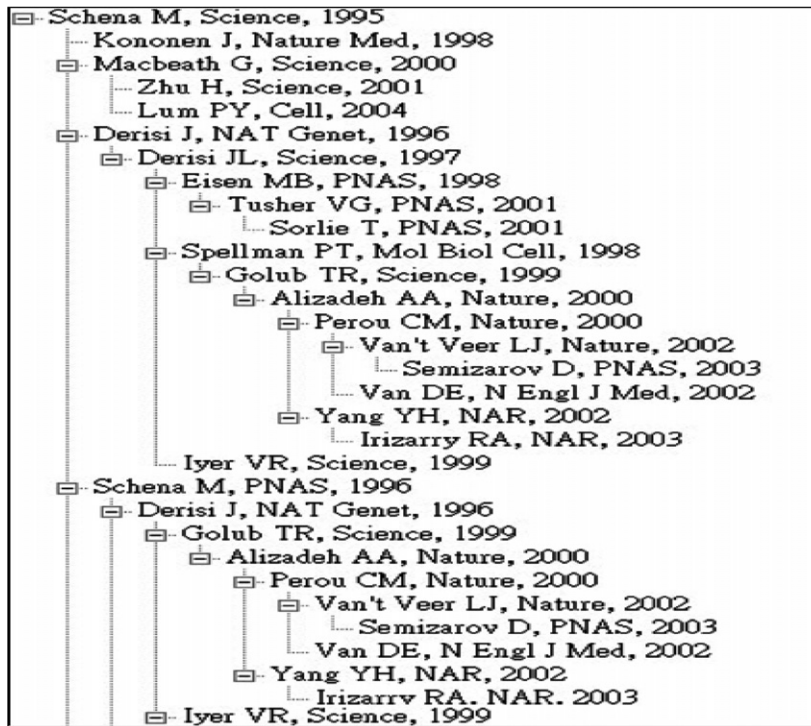 Schena M, Science, 1995
Kononen J, Nature Med, 1998
Macbeath G, Science, 2000
Zhu H, Science, 2001
Lum PY, Cell, 2004
Derisi J, NAT Genet, 1996
Derisi JL, Science, 1997
Eisen MB, PNAS, 1998
Tusher VG, PNAS, 2001
Sorlie T, PNAS, 2001
Spellman PT, Mol Biol Cell, 1998
Golub TR, Science, 1999
Alizadeh AA, Nature, 2000
Perou CM, Nature, 2000
Van't Veer LJ, Nature, 2002
Semizarov D, PNAS, 2003
Van DE, N Engl J Med, 2002
Yang YH, NAR, 2002
Irizarry RA, NAR, 2003
Iyer VR, Science, 1999
Schena M, PNAS, 1996
Derisi J, NAT Genet, 1996
Golub TR, Science, 1999
Alizadeh AA, Nature, 2000
Perou CM, Nature, 2000
Van't Veer LJ, Nature, 2002
Semizarov D, PNAS, 2003
Van DE, N Engl J Med, 2002
Yang YH, NAR, 2002
Irizarry RA, NAR, 2003
Iyer VR, Science, 1999